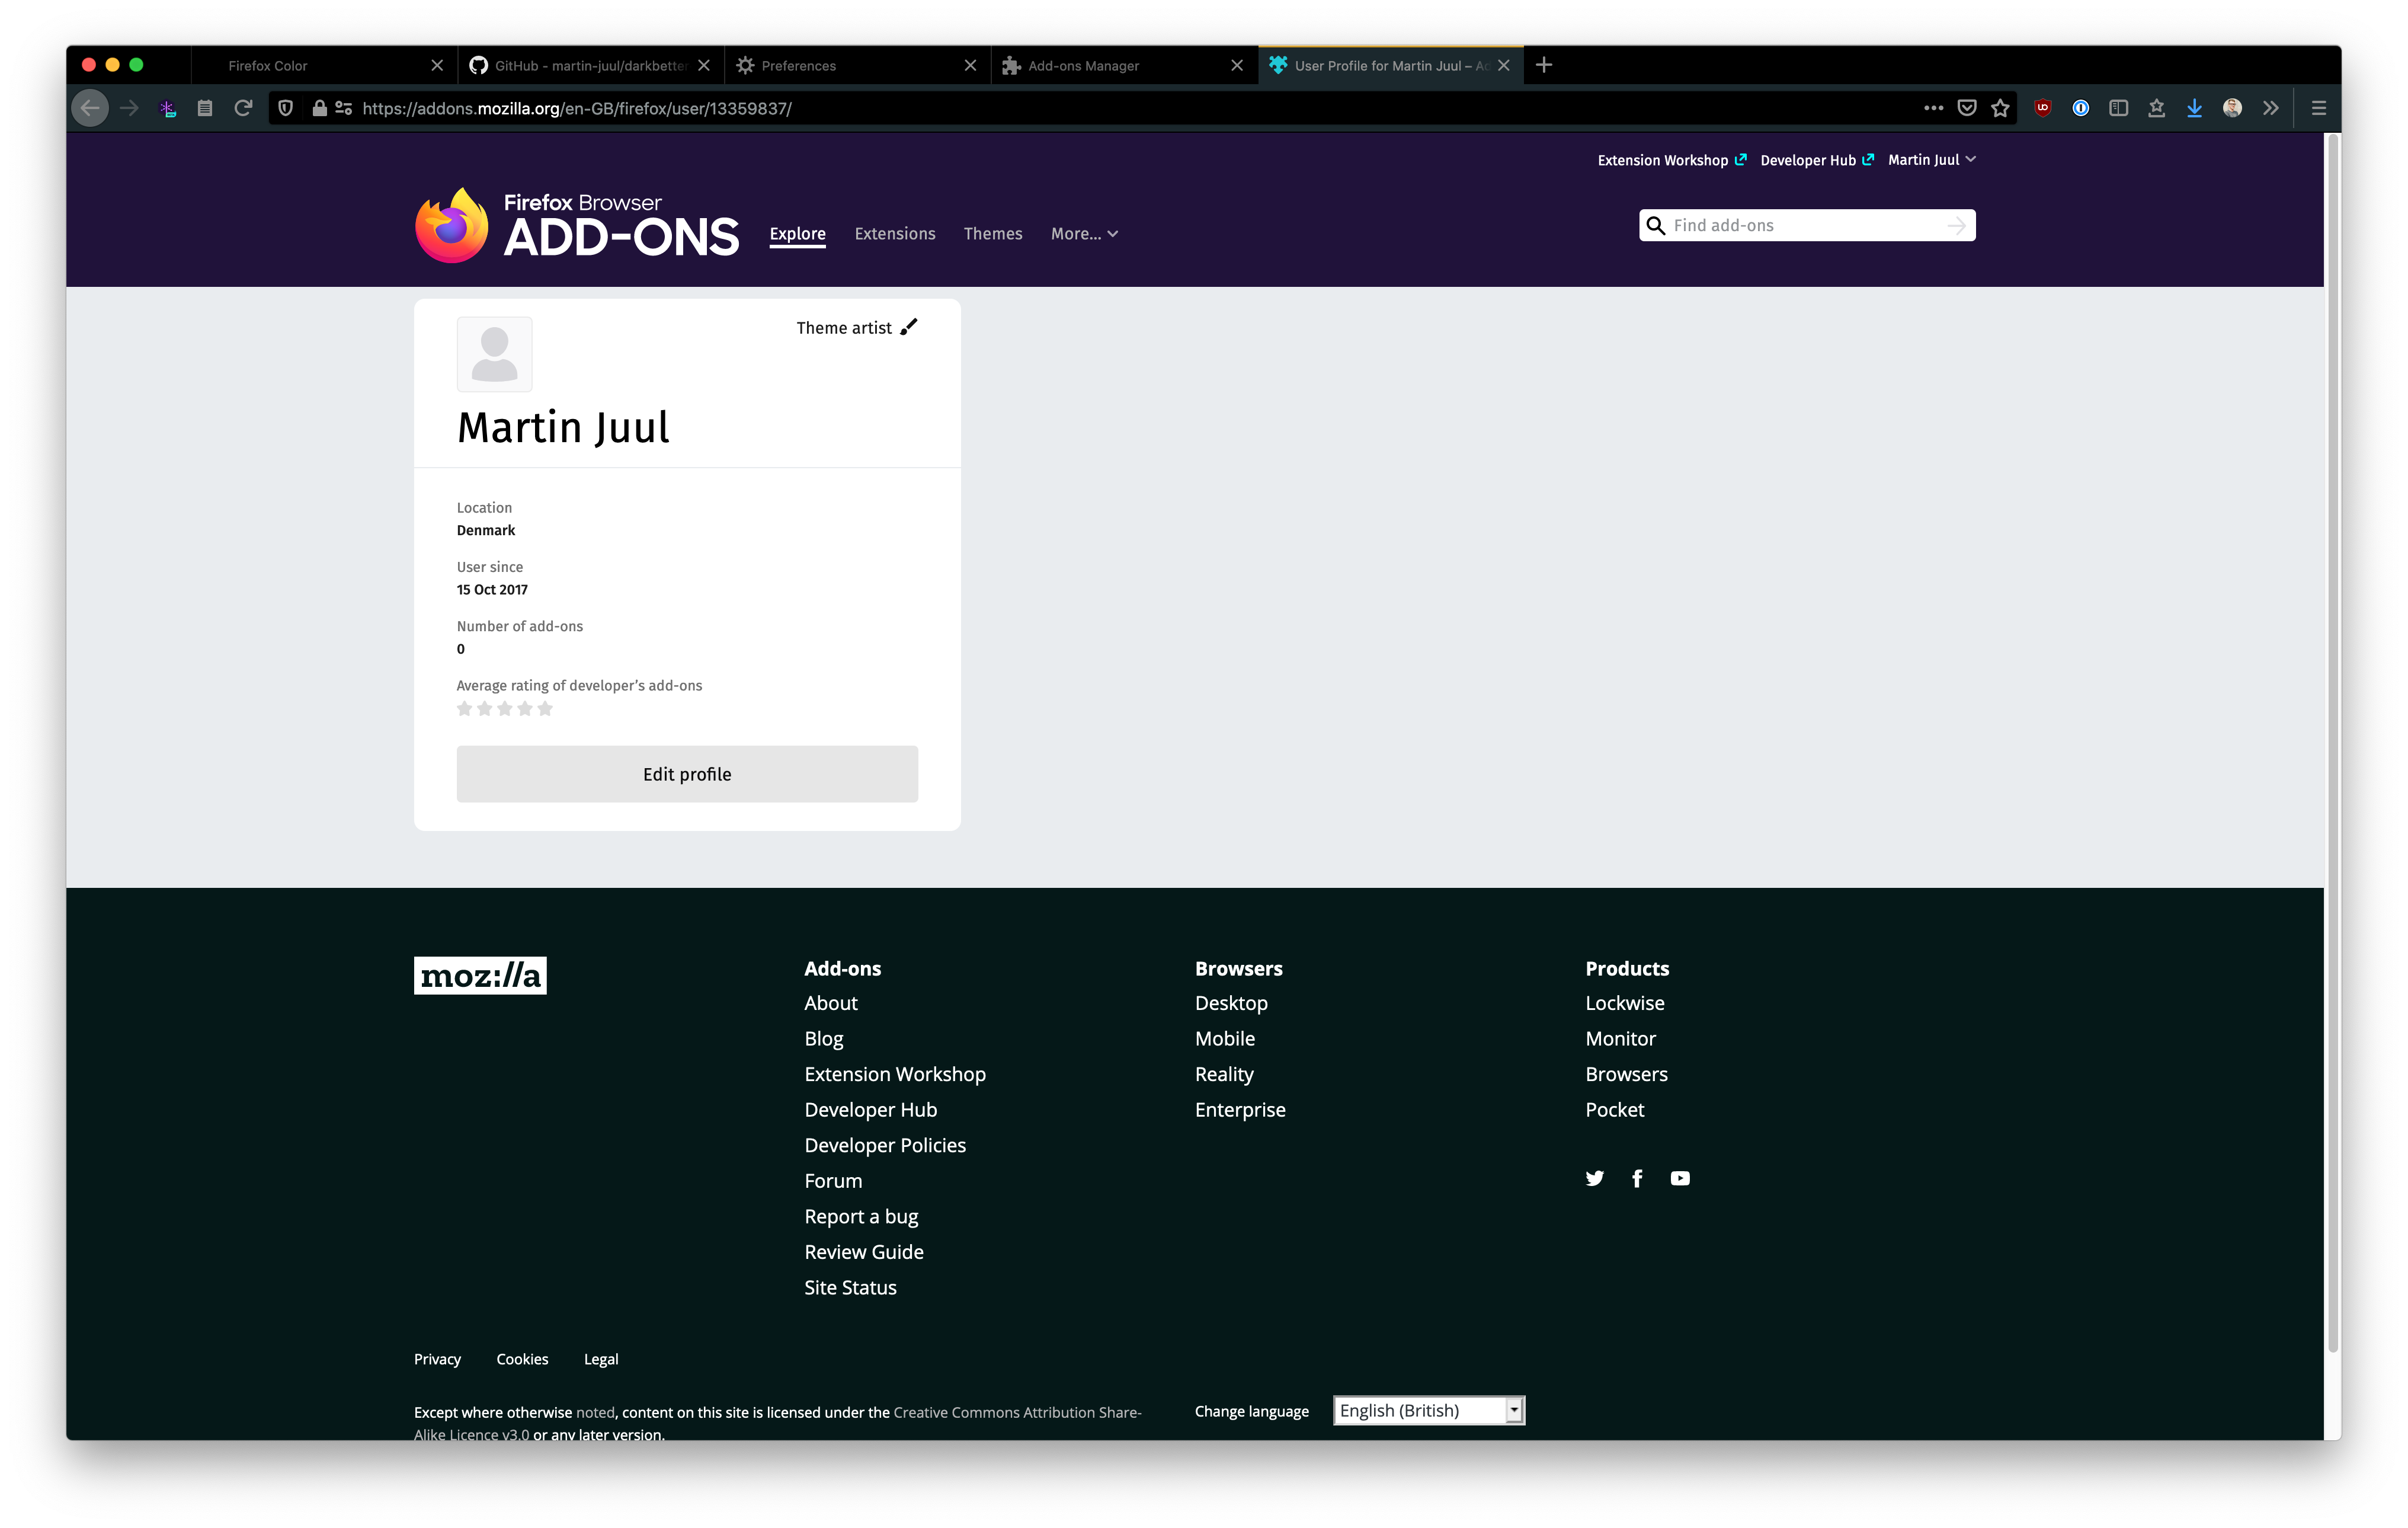 Firefox Color
GitHub - martin-juul/darkbetter
Preferences
Add-ons Manager
User Profile for Martin Juul – Ad
https://addons.mozilla.org/en-GB/firefox/user/13359837/
Extension Workshop
Developer Hub
Martin Juul
Firefox Browser
ADD-ONS
Explore
Extensions
Themes
More...
Find add-ons
Theme artist
Martin Juul
Location
Denmark
User since
15 Oct 2017
Number of add-ons
0
Average rating of developer’s add-ons
Edit profile
moz://a
Add-ons
About
Blog
Extension Workshop
Developer Hub
Developer Policies
Forum
Report a bug
Review Guide
Site Status
Browsers
Desktop
Mobile
Reality
Enterprise
Products
Lockwise
Monitor
Browsers
Pocket
Privacy
Cookies
Legal
Except where otherwise noted, content on this site is licensed under the Creative Commons Attribution Share-
Alike Licence v3.0 or any later version.
Change language
English (British)